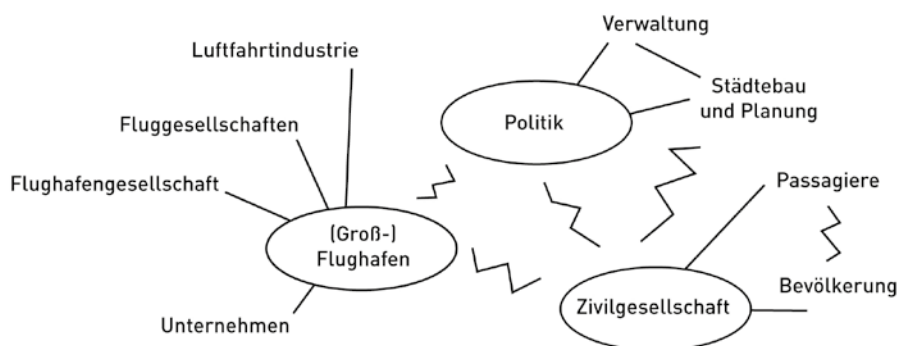 Verwaltung
Luftfahrtindustrie
Städtebau
und Planung
Fluggesellschaften
Politik
Flughafengesellschaft
Passagiere
(Groß-)
Flughafen
Bevölkerung
Zivilgesellschaft
Unternehmen